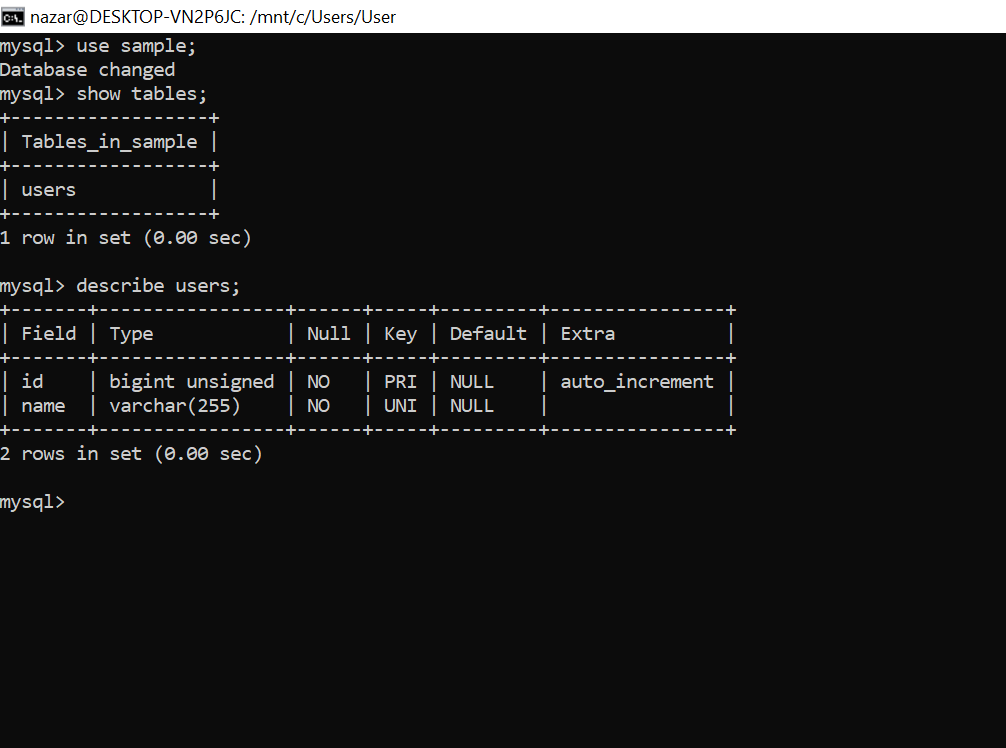 nazar@DESKTOP-VN2P6JC: /mnt/c/Users/User
mysql> use sample;
Database changed
mysql> show tables;
+------------------+
| Tables_in_sample |
+------------------+
| users            |
+------------------+
1 row in set (0.00 sec)

mysql> describe users;
+-------+-----------------+------+-----+---------+----------------+
| Field | Type            | Null | Key | Default | Extra          |
+-------+-----------------+------+-----+---------+----------------+
| id    | bigint unsigned | NO   | PRI | NULL    | auto_increment |
| name  | varchar(255)    | NO   | UNI | NULL    |                |
+-------+-----------------+------+-----+---------+----------------+
2 rows in set (0.00 sec)

mysql>